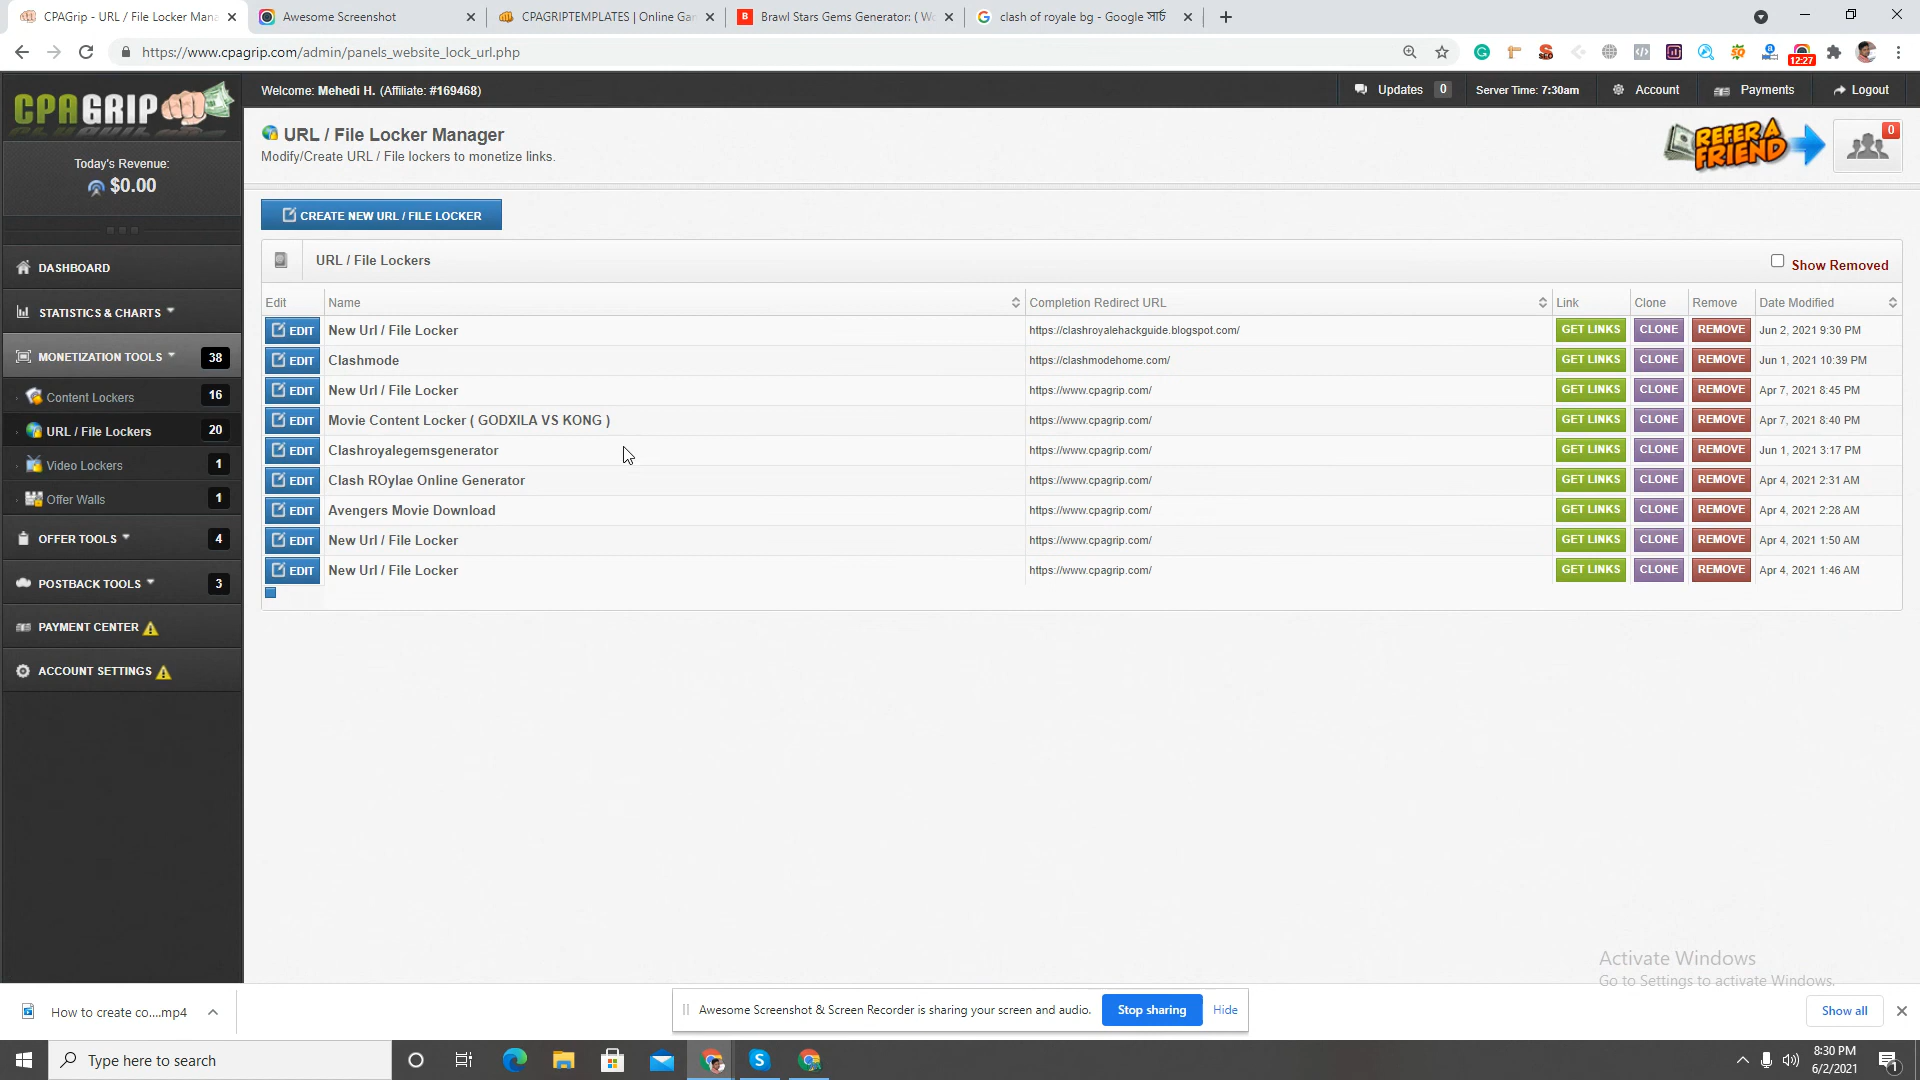 CPAGrip - URL / File Locker Mana
Awesome Screenshot
CPAGRIPTEMPLATES | Online Gar
Brawl Stars Gems Generator: ( Wo
clash of royale bg - Google সার্চ
https://www.cpagrip.com/admin/panels_website_lock_url.php
12:27
CPAGRIP
Welcome: Mehedi H. (Affiliate: #169468)
Updates 0
Server Time: 7:30am
Account
Payments
Logout
URL / File Locker Manager
Modify/Create URL / File lockers to monetize links.
REFER A FRIEND
0
Today's Revenue:
$0.00
DASHBOARD
STATISTICS & CHARTS
MONETIZATION TOOLS 38
Content Lockers 16
URL / File Lockers 20
Video Lockers 1
Offer Walls 1
OFFER TOOLS 4
POSTBACK TOOLS 3
PAYMENT CENTER
ACCOUNT SETTINGS
CREATE NEW URL / FILE LOCKER
URL / File Lockers
Show Removed
Edit Name Completion Redirect URL Link Clone Remove Date Modified
EDIT New Url / File Locker https://clashroyalehackguide.blogspot.com/ GET LINKS CLONE REMOVE Jun 2, 2021 9:30 PM
EDIT Clashmode https://clashmodehome.com/ GET LINKS CLONE REMOVE Jun 1, 2021 10:39 PM
EDIT New Url / File Locker https://www.cpagrip.com/ GET LINKS CLONE REMOVE Apr 7, 2021 8:45 PM
EDIT Movie Content Locker ( GODXILA VS KONG ) https://www.cpagrip.com/ GET LINKS CLONE REMOVE Apr 7, 2021 8:40 PM
EDIT Clashroyalegemsgenerator https://www.cpagrip.com/ GET LINKS CLONE REMOVE Jun 1, 2021 3:17 PM
EDIT Clash ROylae Online Generator https://www.cpagrip.com/ GET LINKS CLONE REMOVE Apr 4, 2021 2:31 AM
EDIT Avengers Movie Download https://www.cpagrip.com/ GET LINKS CLONE REMOVE Apr 4, 2021 2:28 AM
EDIT New Url / File Locker https://www.cpagrip.com/ GET LINKS CLONE REMOVE Apr 4, 2021 1:50 AM
EDIT New Url / File Locker https://www.cpagrip.com/ GET LINKS CLONE REMOVE Apr 4, 2021 1:46 AM
Activate Windows
Go to Settings to activate Windows.
How to create co....mp4
Awesome Screenshot & Screen Recorder is sharing your screen and audio.
Stop sharing
Hide
Show all
Type here to search
8:30 PM
6/2/2021
1